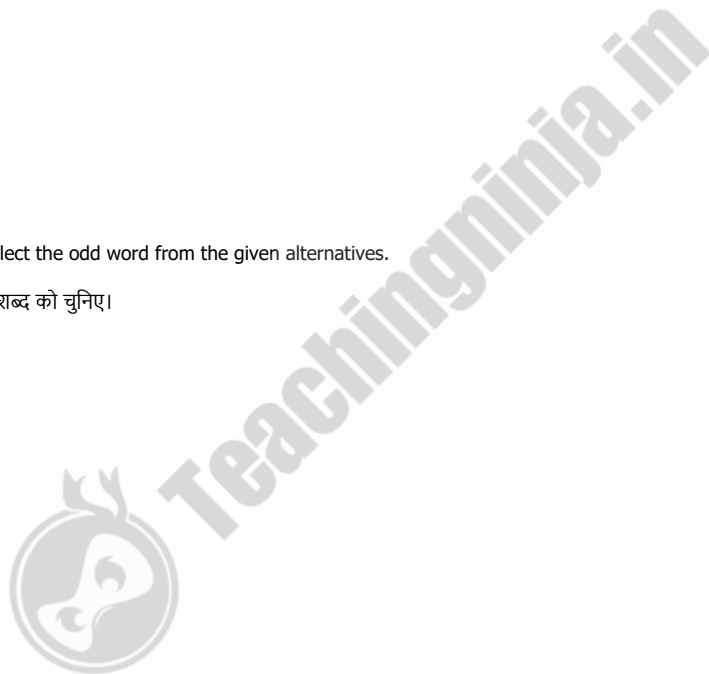 lect the odd word from the given alternatives.
शब्द को चुनिए।
Teachingninja.in